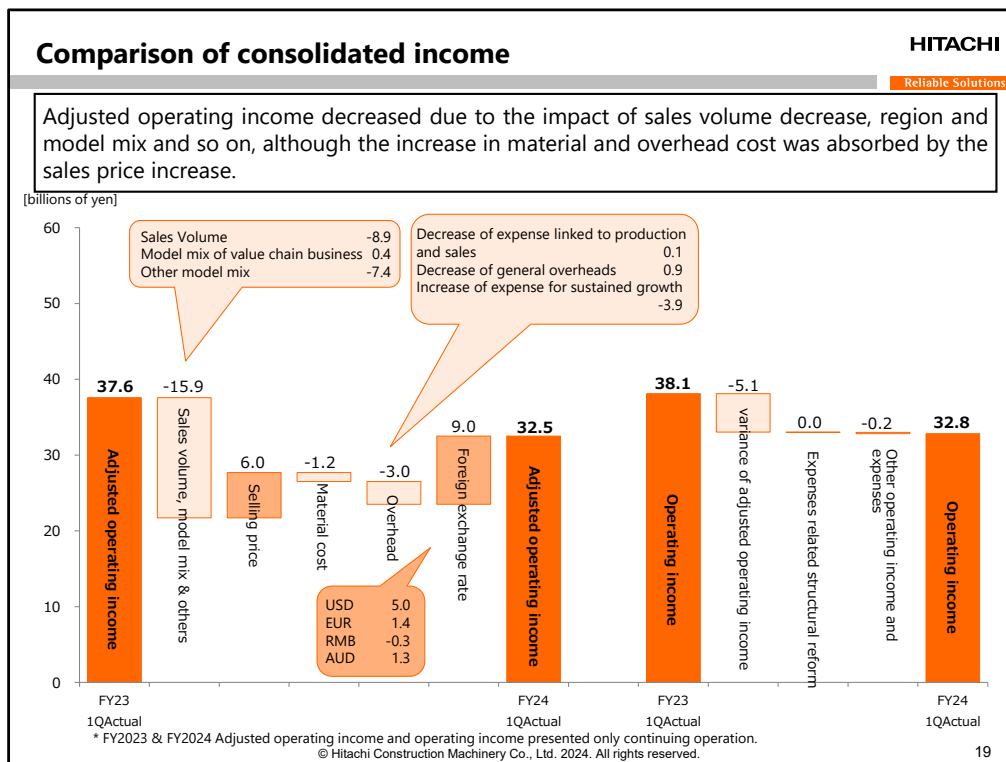 Comparison of consolidated income
HITACHI
Reliable Solutions
Adjusted operating income decreased due to the impact of sales volume decrease, region and
model mix and so on, although the increase in material and overhead cost was absorbed by the
sales price increase.
[billions of yen]
60
50
40
30
20
10
0
Sales Volume -8.9
Model mix of value chain business 0.4
Other model mix -7.4
Decrease of expense linked to production
and sales 0.1
Decrease of general overheads 0.9
Increase of expense for sustained growth
-3.9
37.6
-15.9
6.0
-1.2
-3.0
9.0
32.5
38.1
-5.1
0.0
-0.2
32.8
Adjusted operating income
Sales volume, model mix & others
Selling price
Material cost
Overhead
Foreign exchange rate
Adjusted operating income
Operating income
variance of adjusted operating income
Expenses related structural reform
Other operating income and
expenses
Operating income
USD 5.0
EUR 1.4
RMB -0.3
AUD 1.3
FY23
1QActual
FY24
1QActual
FY23
1QActual
FY24
1QActual
* FY2023 & FY2024 Adjusted operating income and operating income presented only continuing operation.
© Hitachi Construction Machinery Co., Ltd. 2024. All rights reserved.
19